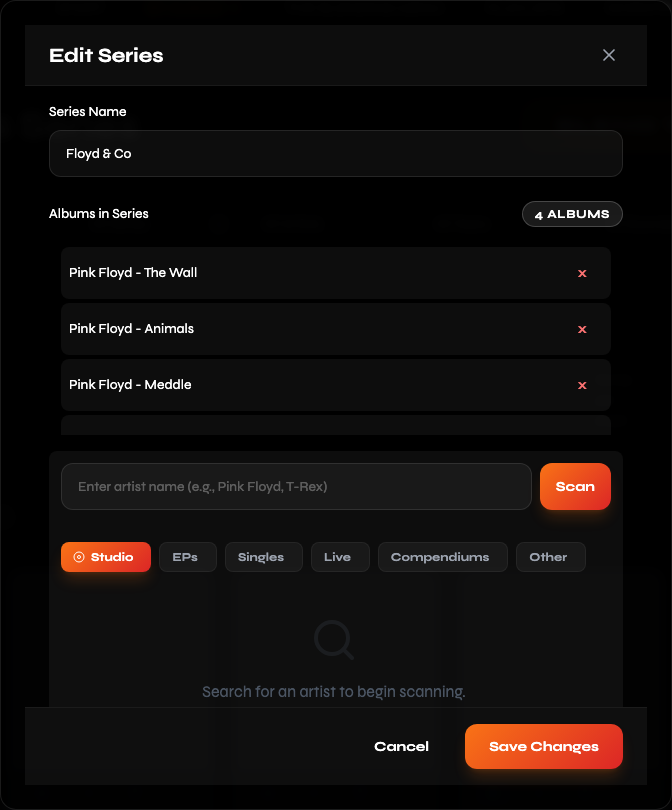 Edit Series
Series Name
Floyd & Co
Albums in Series
4 ALBUMS
Pink Floyd - The Wall
x
Pink Floyd - Animals
x
Pink Floyd - Meddle
x
Enter artist name (e.g., Pink Floyd, T-Rex)
Scan
Studio
EPs
Singles
Live
Compendiums
Other
Search for an artist to begin scanning.
Cancel
Save Changes